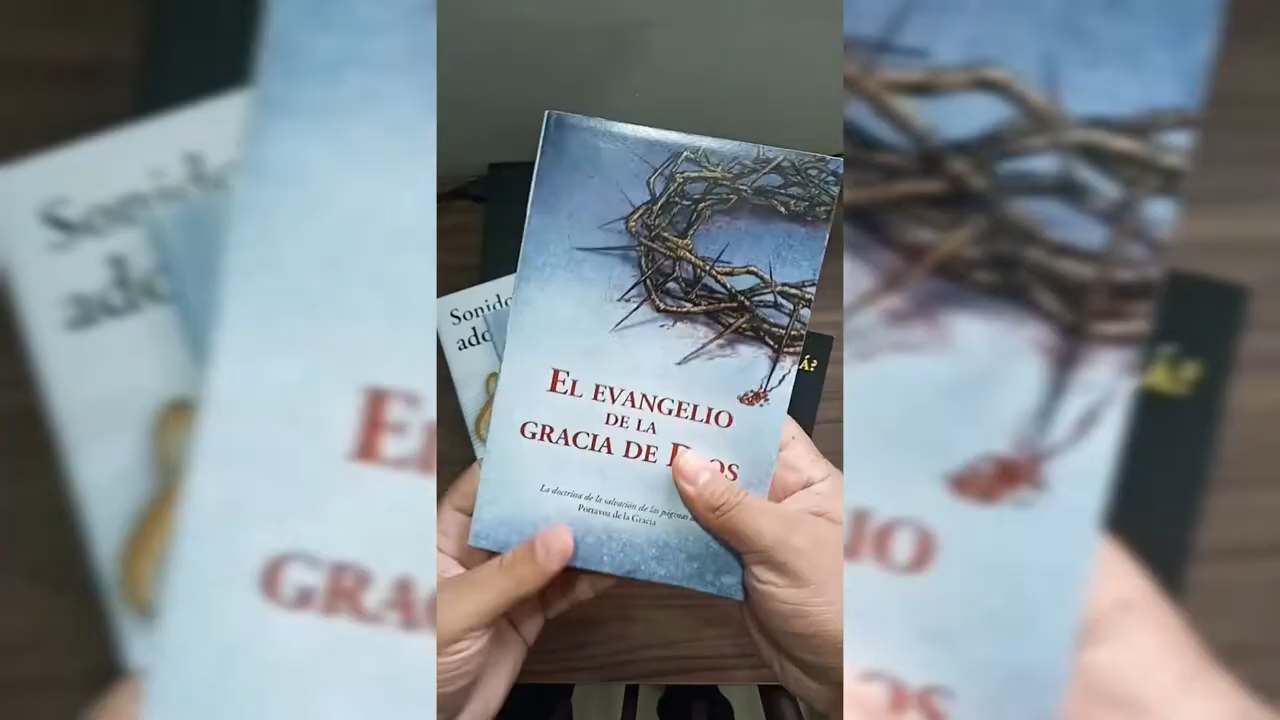 El evangelio
de la
gracia de Dios
La doctrina de la salvación de las páginas
Portavoz de la Gracia
Sonido
ado
Á?